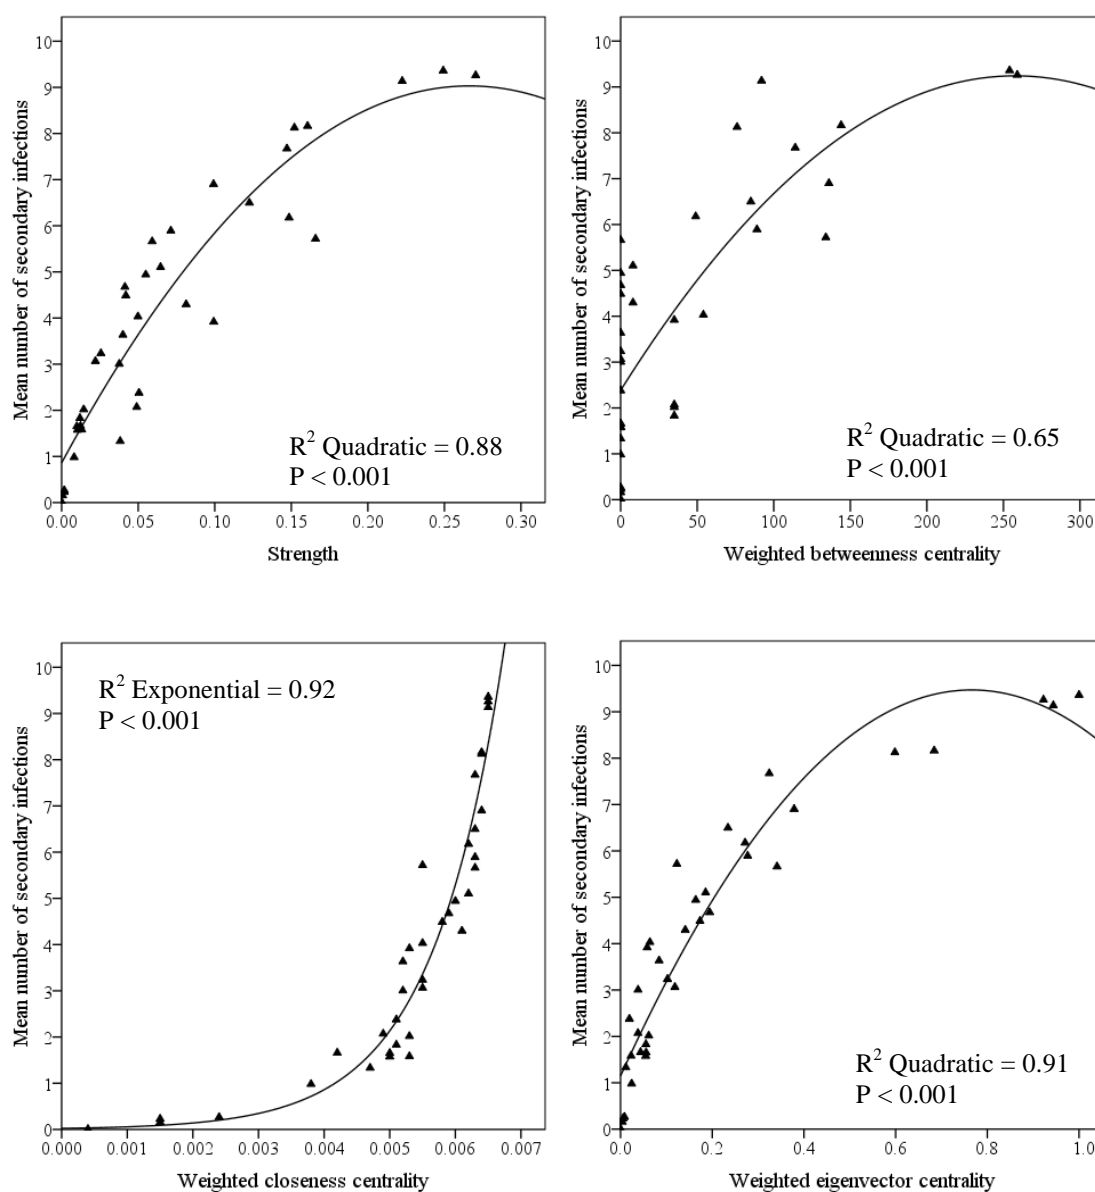 Mean number of secondary infections
10
9
8
7
6
5
4
3
2
1
0
R² Quadratic = 0.88
P < 0.001
0.00 0.05 0.10 0.15 0.20 0.25 0.30
Strength
Mean number of secondary infections
10
9
8
7
6
5
4
3
2
1
0
R² Quadratic = 0.65
P < 0.001
0 50 100 150 200 250 300
Weighted betweenness centrality
Mean number of secondary infections
10
9
8
7
6
5
4
3
2
1
0
R² Exponential = 0.92
P < 0.001
0.000 0.001 0.002 0.003 0.004 0.005 0.006 0.007
Weighted closeness centrality
Mean number of secondary infections
10
9
8
7
6
5
4
3
2
1
0
R² Quadratic = 0.91
P < 0.001
0.2 0.4 0.6 0.8 1.0
Weighted eigenvector centrality